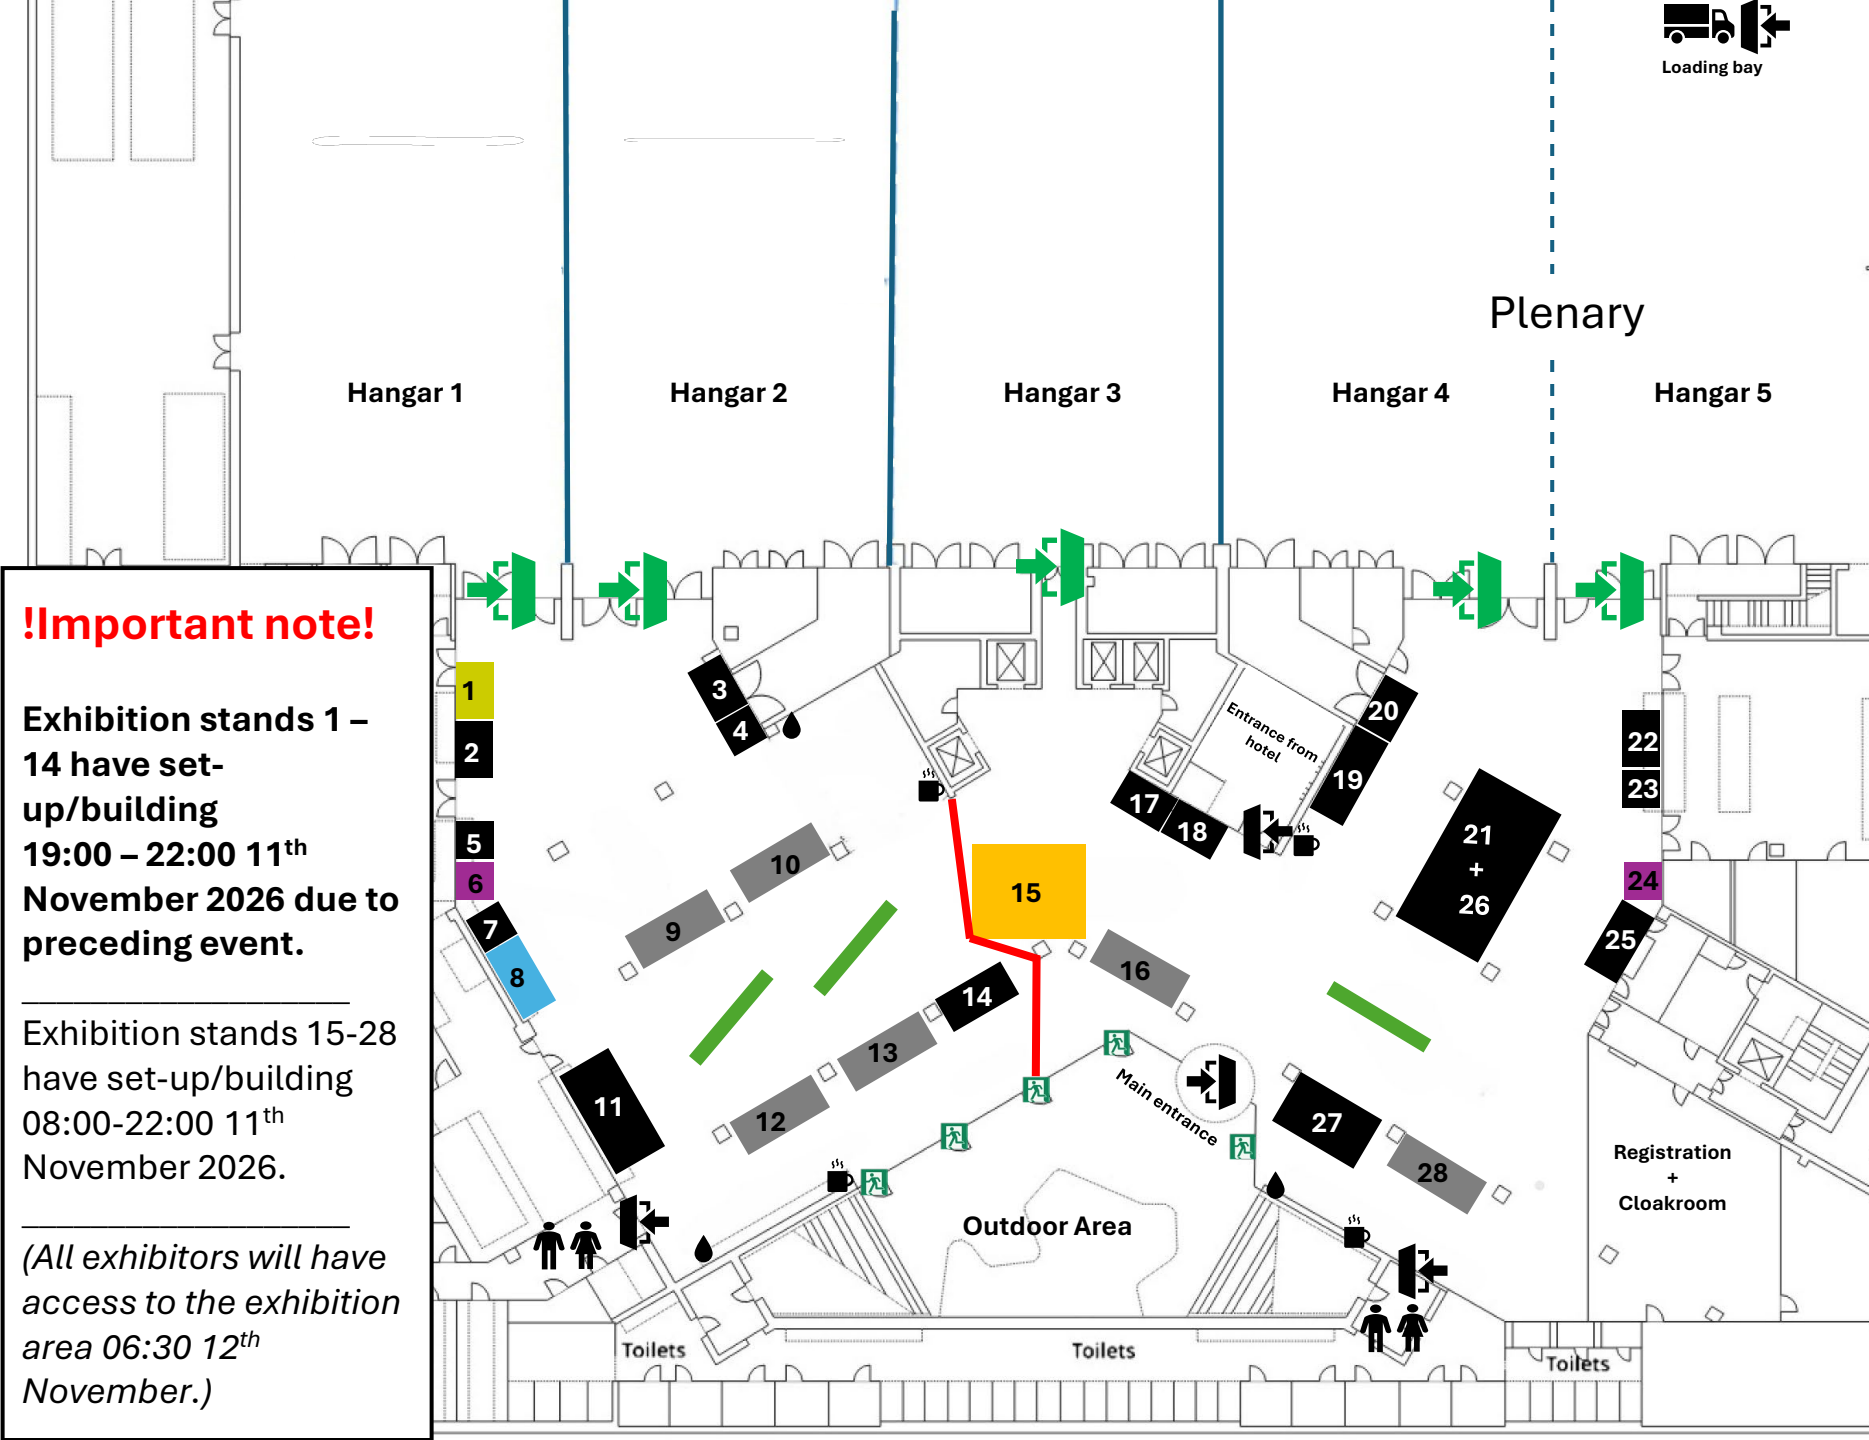 Loading bay
Plenary
Hangar 1
Hangar 2
Hangar 3
Hangar 4
Hangar 5
!Important note!
Exhibition stands 1 –
14 have set-
up/building
19:00 – 22:00 11th
November 2026 due to
preceding event.
Exhibition stands 15-28
have set-up/building
08:00-22:00 11th
November 2026.
(All exhibitors will have
access to the exhibition
area 06:30 12th
November.)
1
2
3
4
5
6
7
8
9
10
11
12
13
14
15
16
17
18
19
20
21
+
26
22
23
24
25
27
28
Entrance from
hotel
Main entrance
Outdoor Area
Registration
+
Cloakroom
Toilets
Toilets
Toilets